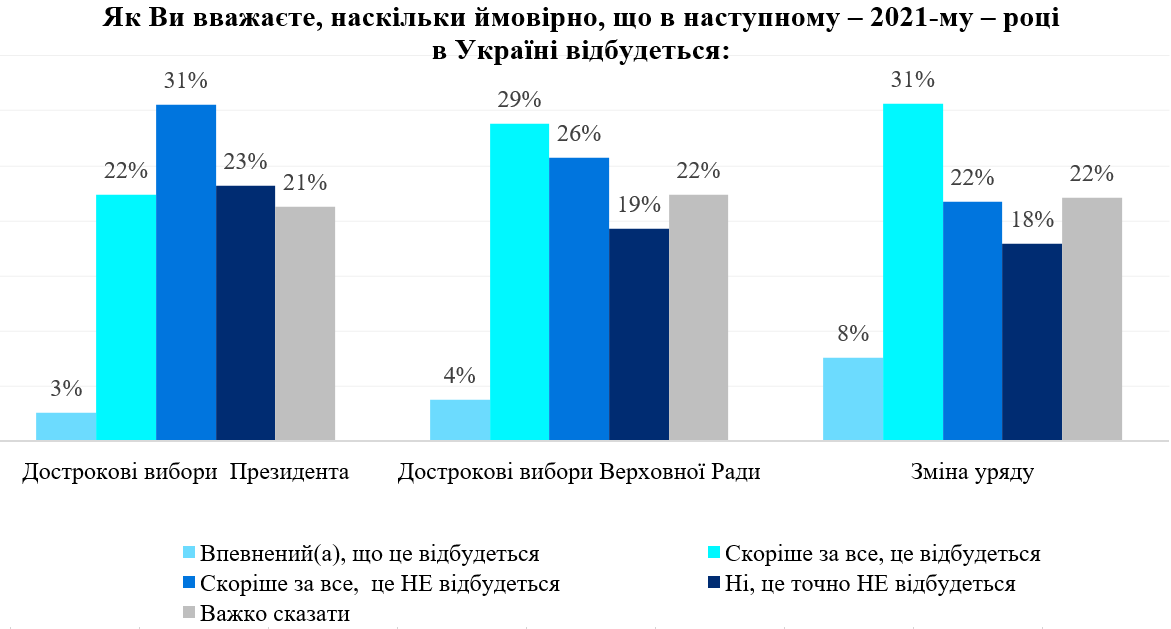 Як Ви вважаєте, наскільки ймовірно, що в наступному – 2021-му – році
в Україні відбудеться:
3%
22%
31%
23%
21%
4%
29%
26%
19%
22%
8%
31%
22%
18%
22%
Дострокові вибори Президента
Дострокові вибори Верховної Ради
Зміна уряду
Впевнений(а), що це відбудеться
Скоріше за все, це відбудеться
Скоріше за все, це НЕ відбудеться
Ні, це точно НЕ відбудеться
Важко сказати